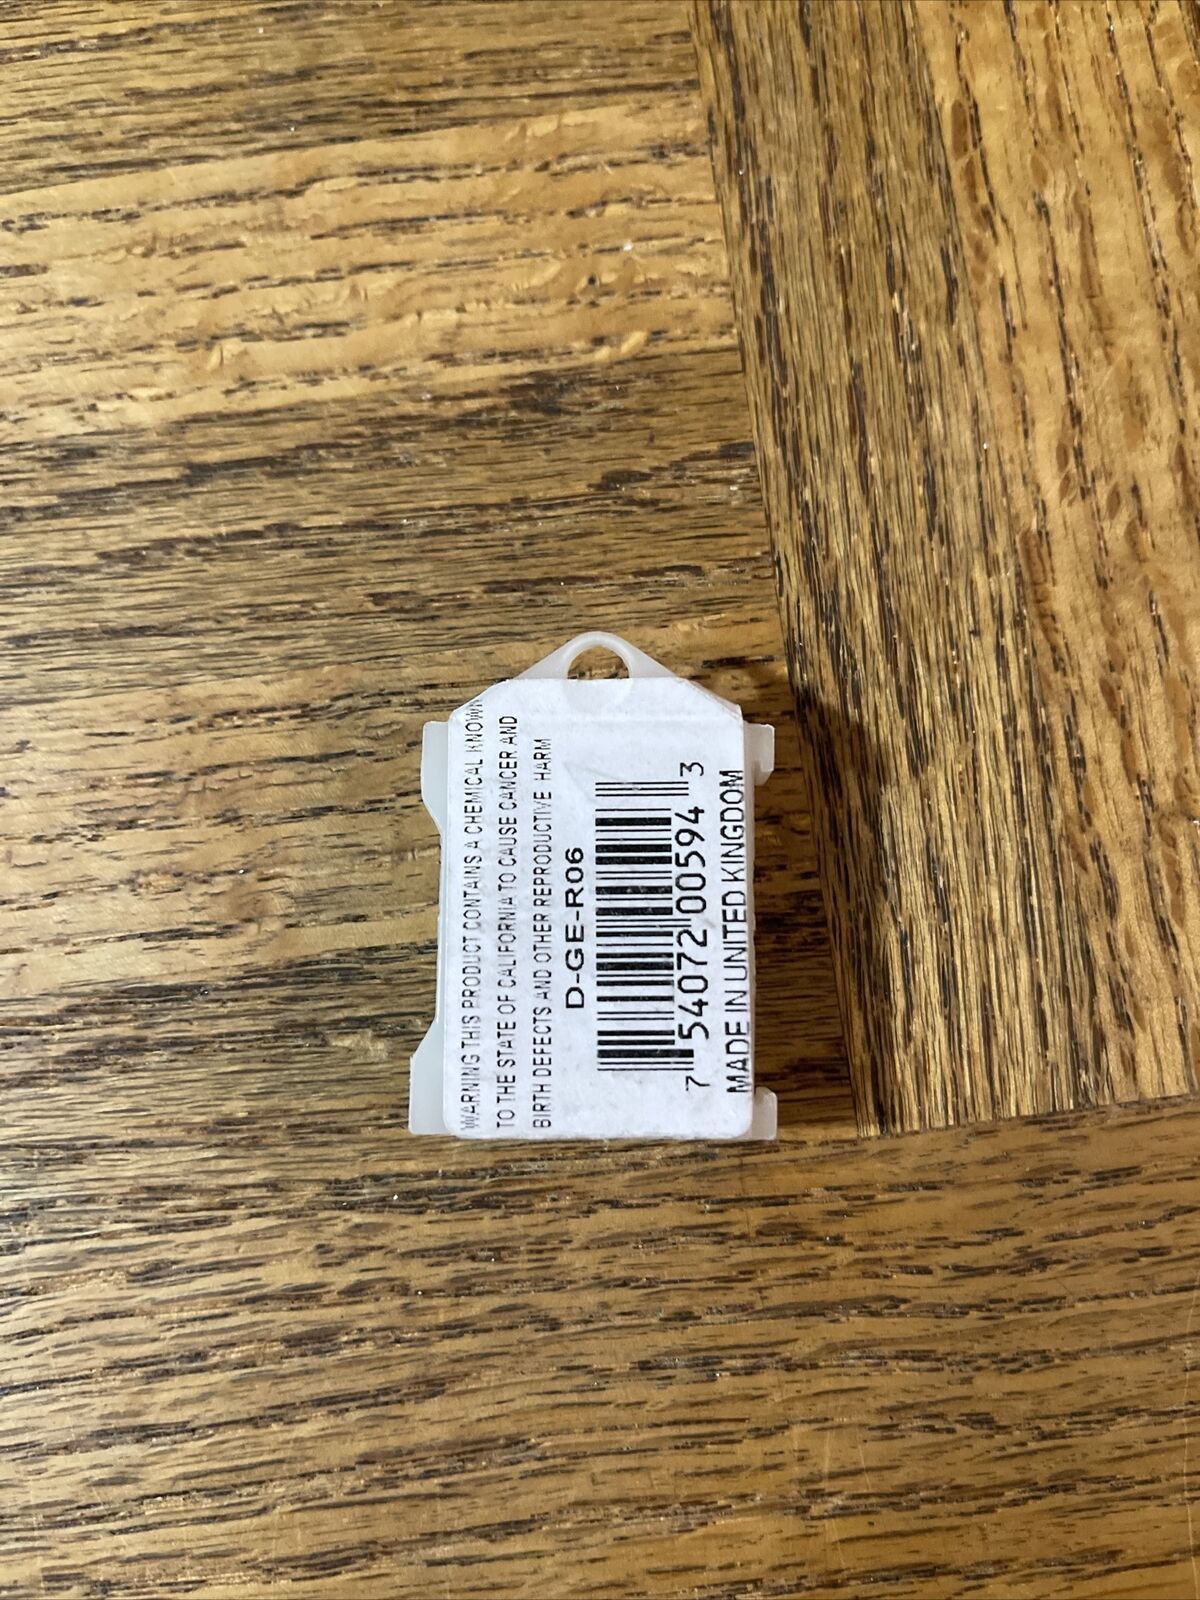 WARNING THIS PRODUCT CONTAINS A CHEMICAL KNOWN
TO THE STATE OF CALIFORNIA TO CAUSE CANCER AND
BIRTH DEFECTS AND OTHER REPRODUCTIVE HARM
D-GE-R06
7 54072 00594 3
MADE IN UNITED KINGDOM